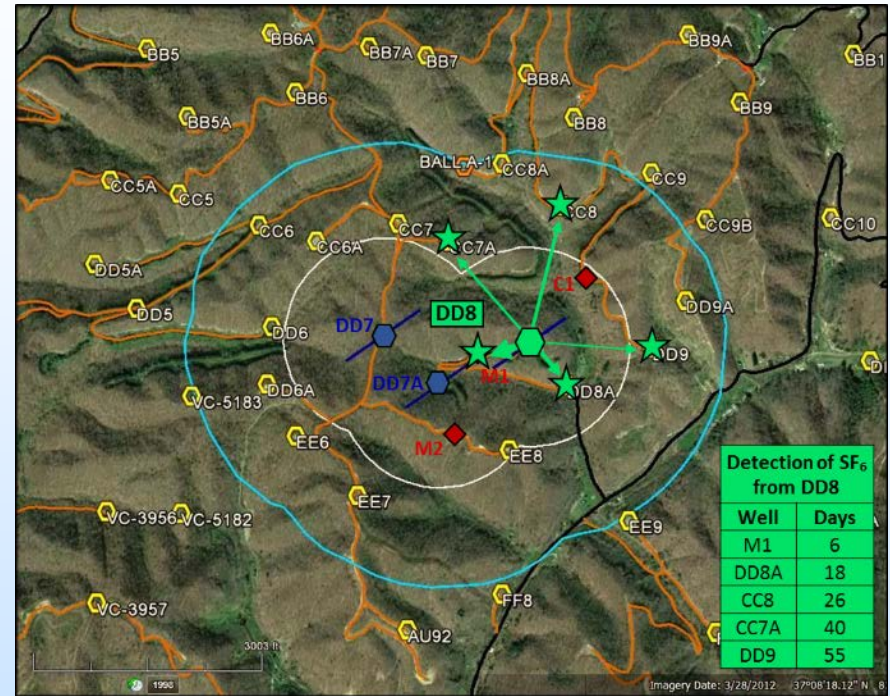 BB5
BB6A
BB7A
BB7
BB9A
BB1
BB6
BB8A
BB9
BB5A
BB8
BALL A-1
CC8A
CC5A
CC5
CC9
CC6
CC6A
CC7
CC7A
CC8
CC9B
CC10
DD5A
C1
DD5
DD6
DD7
DD8
DD9A
DD9
M1
DD7A
DD6A
DD8A
VC-5183
EE6
M2
EE8
EE7
VC-3956
VC-5182
EE9
VC-3957
FF8
AU92
Detection of SF₆
from DD8
Well Days
M1 6
DD8A 18
CC8 26
CC7A 40
DD9 55
3003 ft
1998
Imagery Date: 3/28/2012 37°08'18.12" N 8